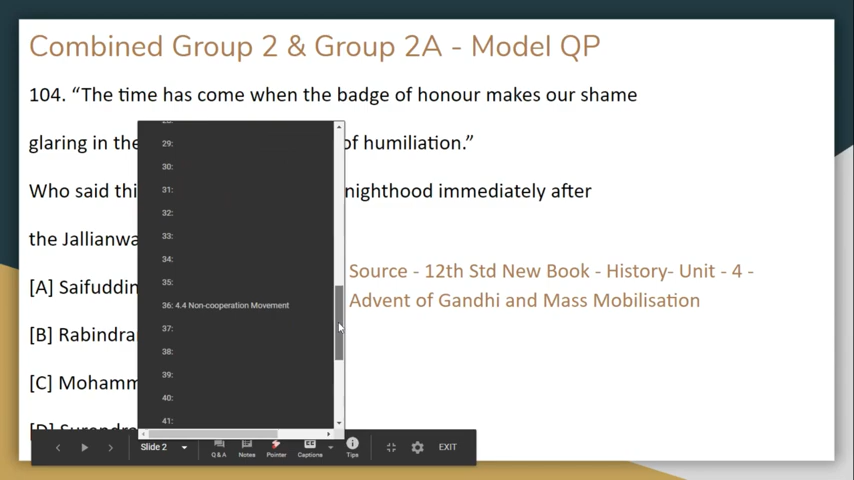 Combined Group 2 & Group 2A - Model QP
104. “The time has come when the badge of honour makes our shame
glaring in the of humiliation.”
Who said thi nighthood immediately after
the Jallianwa
Source - 12th Std New Book - History- Unit - 4 -
Advent of Gandhi and Mass Mobilisation
[A] Saifuddin
[B] Rabindra
[C] Mohamm
[D] Surendra
29:
30:
31:
32:
33:
34:
35:
36: 4.4 Non-cooperation Movement
37:
38:
39:
40:
41:
Slide 2
Q & A
Notes
Pointer
Captions
Tips
EXIT